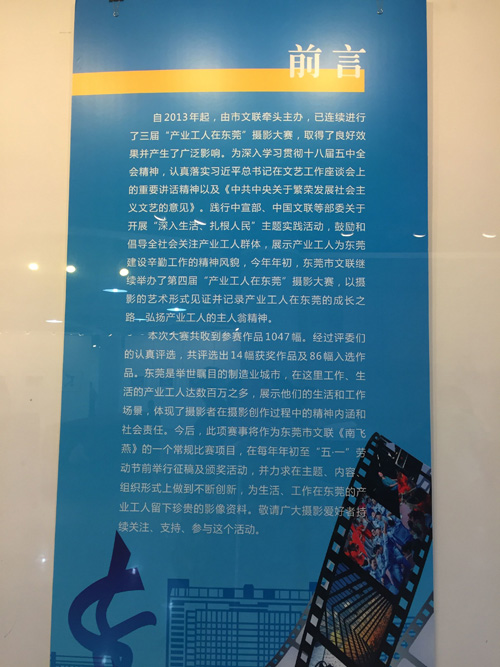 前言
自2013年起，由市文联牵头主办，已连续进行
了三届“产业工人在东莞”摄影大赛，取得了良好效
果并产生了广泛影响。为深入学习贯彻十八届五中全
会精神，认真落实习近平总书记在文艺工作座谈会上
的重要讲话精神以及《中共中央关于繁荣发展社会主
义文艺的意见》。践行中宣部、中国文联等部委关于
开展“深入生活、扎根人民”主题实践活动，鼓励和
倡导全社会关注产业工人群体，展示产业工人为东莞
建设辛勤工作的精神风貌，今年年初，东莞市文联继
续举办了第四届“产业工人在东莞”摄影大赛，以摄
影的艺术形式见证并记录产业工人在东莞的成长之
路，弘扬产业工人的主人翁精神。
本次大赛共收到参赛作品1047幅。经过评委们
的认真评选，共评选出14幅获奖作品及86幅入选作
品。东莞是举世瞩目的制造业城市，在这里工作、生
活的产业工人达数百万之多，展示他们的生活和工作
场景，体现了摄影者在摄影创作过程中的精神内涵和
社会责任。今后，此项赛事将作为东莞市文联《南飞
燕》的一个常规比赛项目，在每年年初至“五一”劳
动节前举行征稿及颁奖活动，并力求在主题、内容、
组织形式上做到不断创新，为生活、工作在东莞的产
业工人留下珍贵的影像资料。敬请广大摄影爱好者持
续关注、支持、参与这个活动。